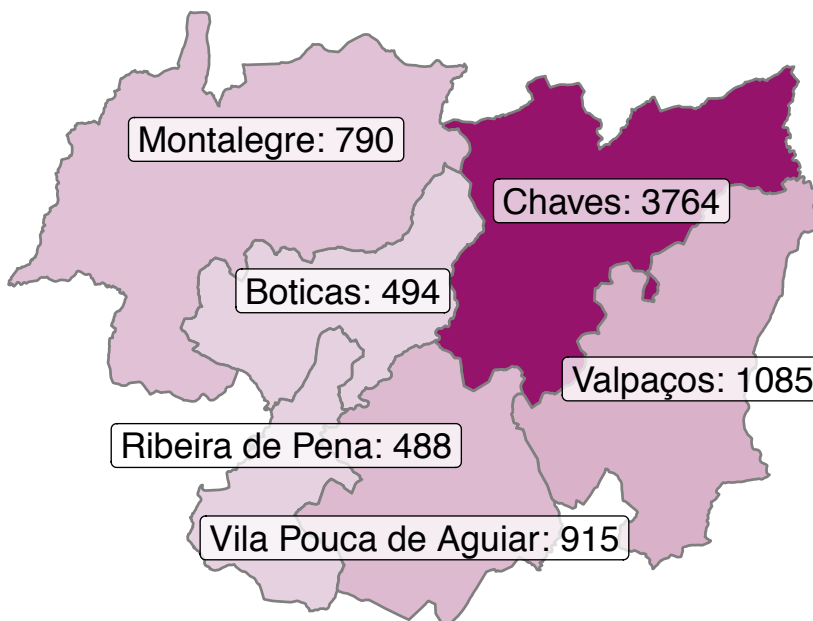 Montalegre: 790
Chaves: 3764
Boticas: 494
Valpaços: 1085
Ribeira de Pena: 488
Vila Pouca de Aguiar: 915